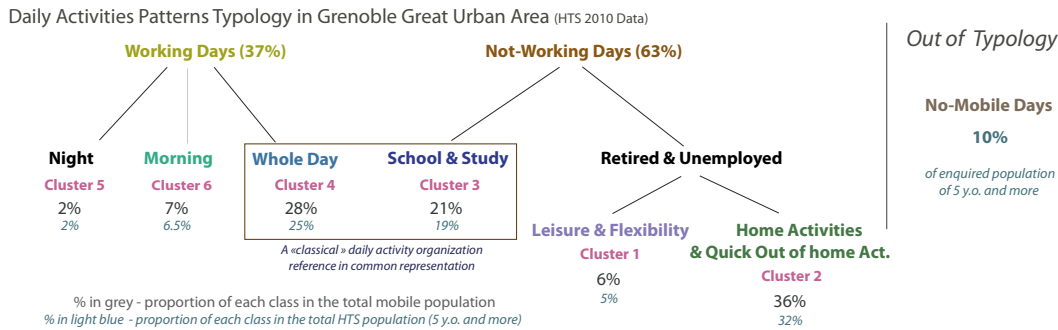 Daily Activities Patterns Typology in Grenoble Great Urban Area (HTS 2010 Data)
Working Days (37%)
Not-Working Days (63%)
Out of Typology
No-Mobile Days
10%
of enquired population
of 5 y.o. and more
Night
Cluster 5
2%
2%
Morning
Cluster 6
7%
6.5%
Whole Day
Cluster 4
28%
25%
School & Study
Cluster 3
21%
19%
A «classical» daily activity organization
reference in common representation
Retired & Unemployed
Leisure & Flexibility
Cluster 1
6%
5%
Home Activities
& Quick Out of home Act.
Cluster 2
36%
32%
% in grey - proportion of each class in the total mobile population
% in light blue - proportion of each class in the total HTS population (5 y.o. and more)